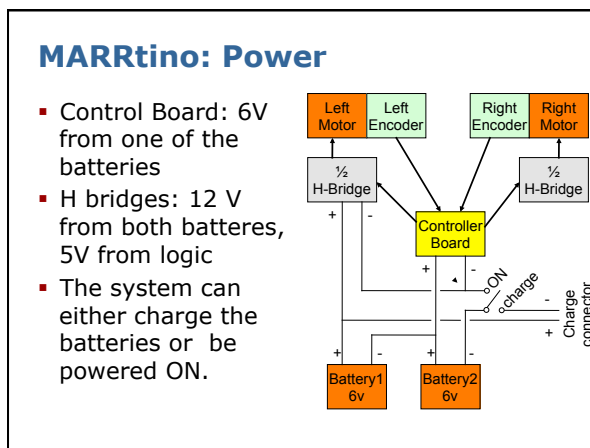 MARRtino: Power
Control Board: 6V
from one of the
batteries
H bridges: 12 V
from both batteres,
5V from logic
The system can
either charge the
batteries or be
powered ON.
Left
Motor
Left
Encoder
Right
Encoder
Right
Motor
½
H-Bridge
½
H-Bridge
+
-
Controller
Board
+
-
ON
charge
-
+
Charge
connector
+
-
+
-
Battery1
6v
Battery2
6v